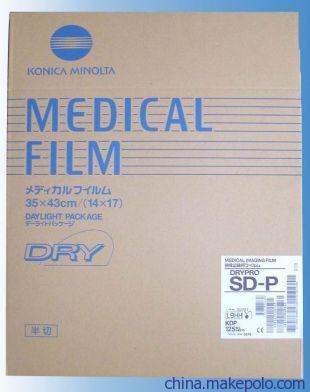 KONICA MINOLTA
MEDICAL
FILM
メディカルフイルム
35×43cm/(14×17)
DAYLIGHT PACKAGE
デーライトパッケージ
DRY
半切
MEDICAL IMAGING FILM
DRYPRO
SD-P
KDP
125
china.makepolo.com